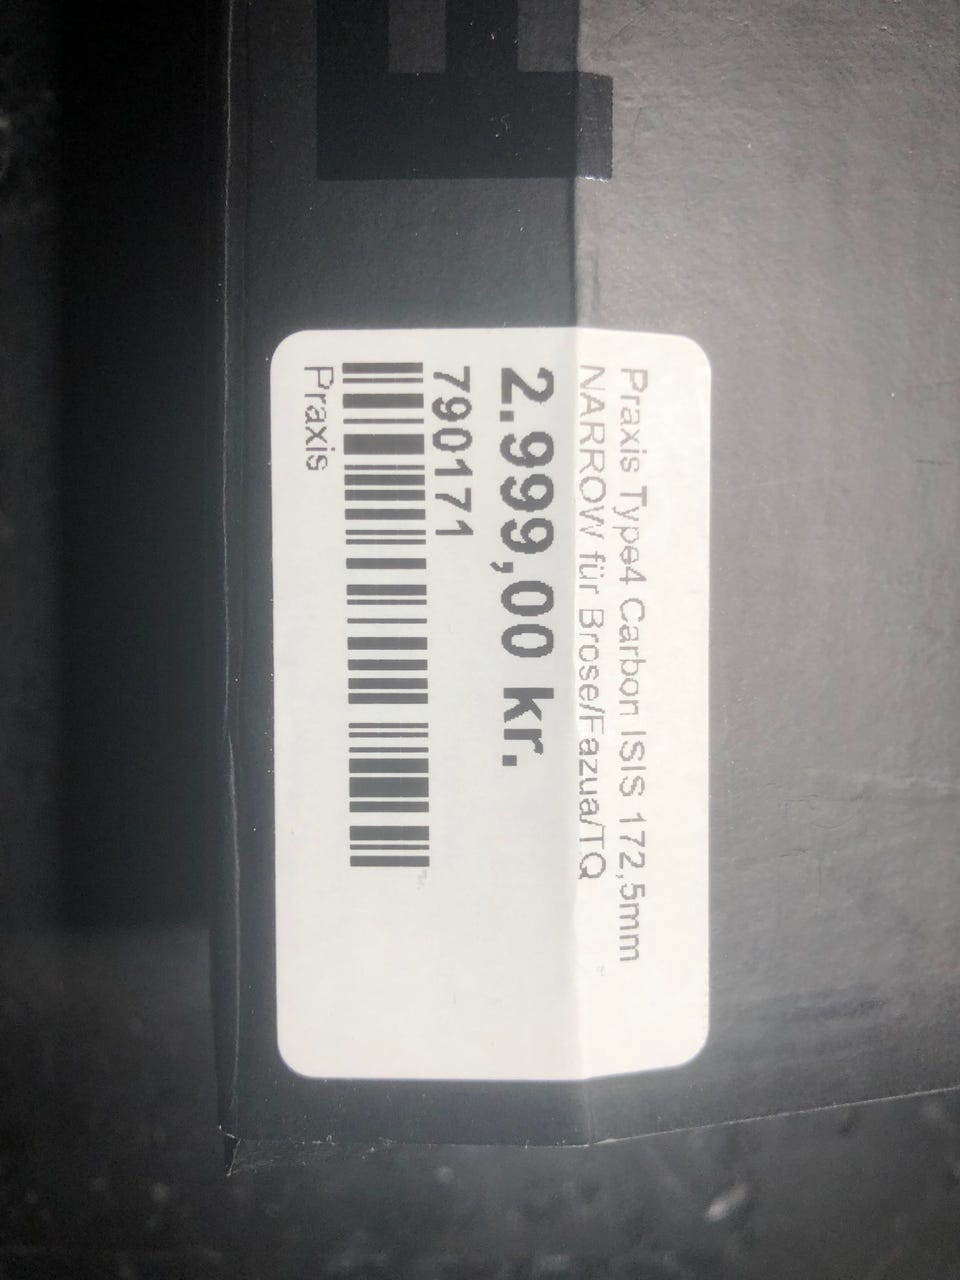 Praxis Type4 Carbon ISIS 172,5mm
NARROW für Brose/Fazua/TQ
2.999,00 kr.
790171
Praxis